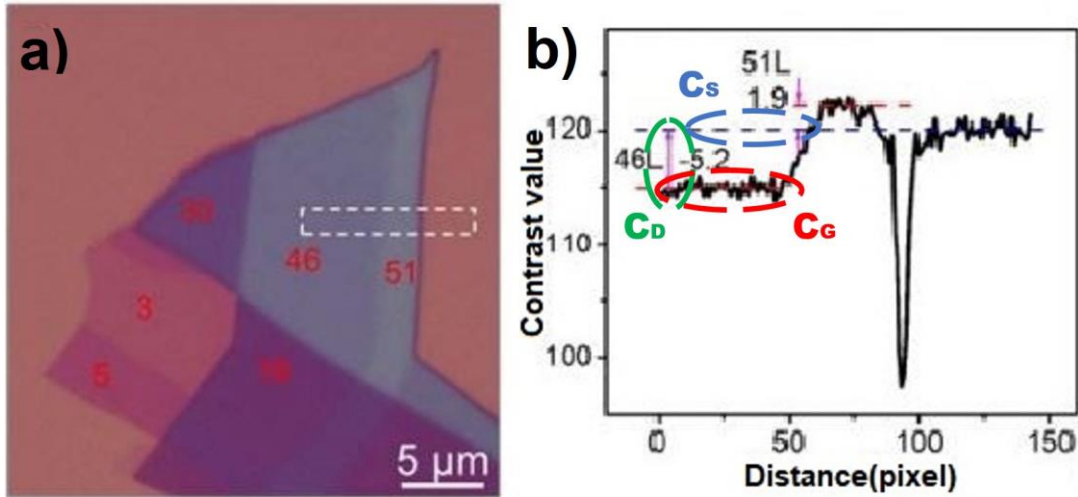 a)
30
46
51
3
5
5 μm
b)
51L
1.9
Cs
120
46L -5.2
CD
CG
110
100
Contrast value
0 50 100 150
Distance(pixel)